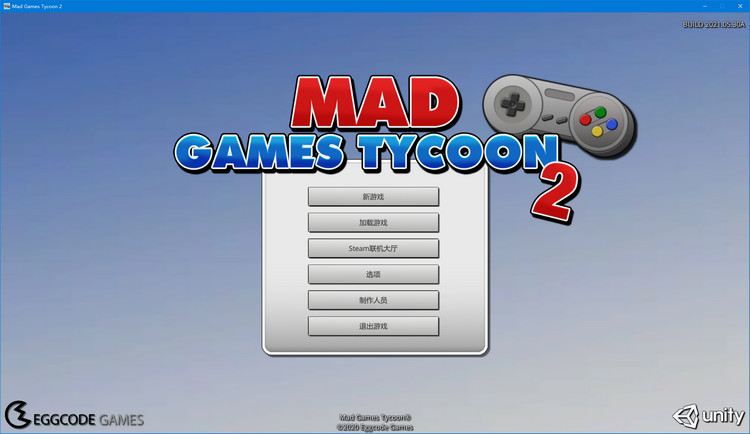 Mad Games Tycoon 2
BUILD 2021.05.30A
MAD
GAMES TYCOON
2
新游戏
加载游戏
Steam联机大厅
选项
制作人员
退出游戏
EGGCODE GAMES
Mad Games Tycoon®
©2020 Eggcode Games
unity